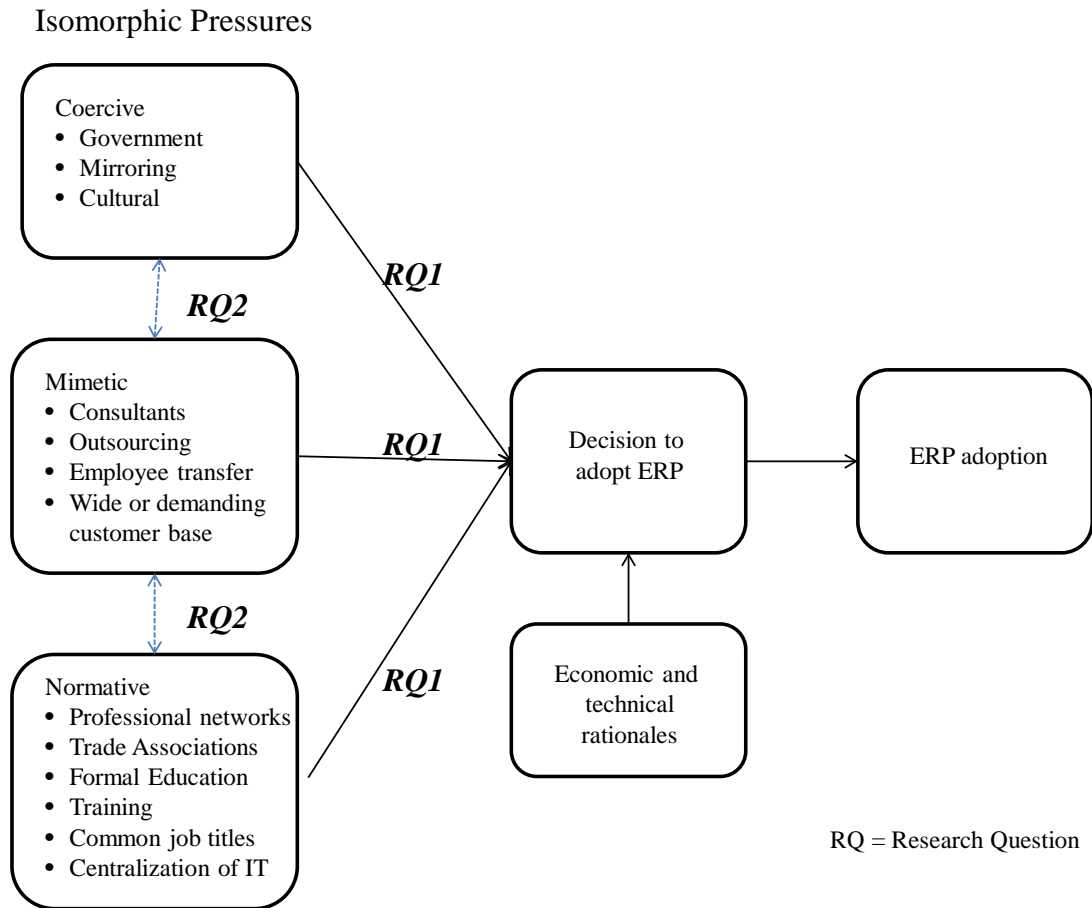 Isomorphic Pressures
Coercive
• Government
• Mirroring
• Cultural
RQ1
RQ2
Mimetic
• Consultants
• Outsourcing
• Employee transfer
• Wide or demanding
customer base
RQ1
Decision to
adopt ERP
ERP adoption
RQ2
Normative
• Professional networks
• Trade Associations
• Formal Education
• Training
• Common job titles
• Centralization of IT
RQ1
Economic and
technical
rationales
RQ = Research Question